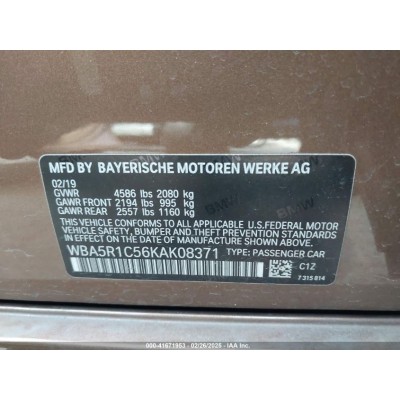 MFD BY BAYERISCHE MOTOREN WERKE AG
02/19
GVWR 4586 lbs 2080 kg
GAWR FRONT 2194 lbs 995 kg
GAWR REAR 2557 lbs 1160 kg
THIS VEHICLE CONFORMS TO ALL APPLICABLE U.S.FEDERAL MOTOR
VEHICLE SAFETY, BUMPER AND THEFT PREVENTION STANDARDS IN
EFFECT ON THE DATE OF MANUFACTURE SHOWN ABOVE.
WBA5R1C56KAK08371 TYPE: PASSENGER CAR
C1Z
7 315 814
000-41671953 - 02/26/2025 - IAA Inc.